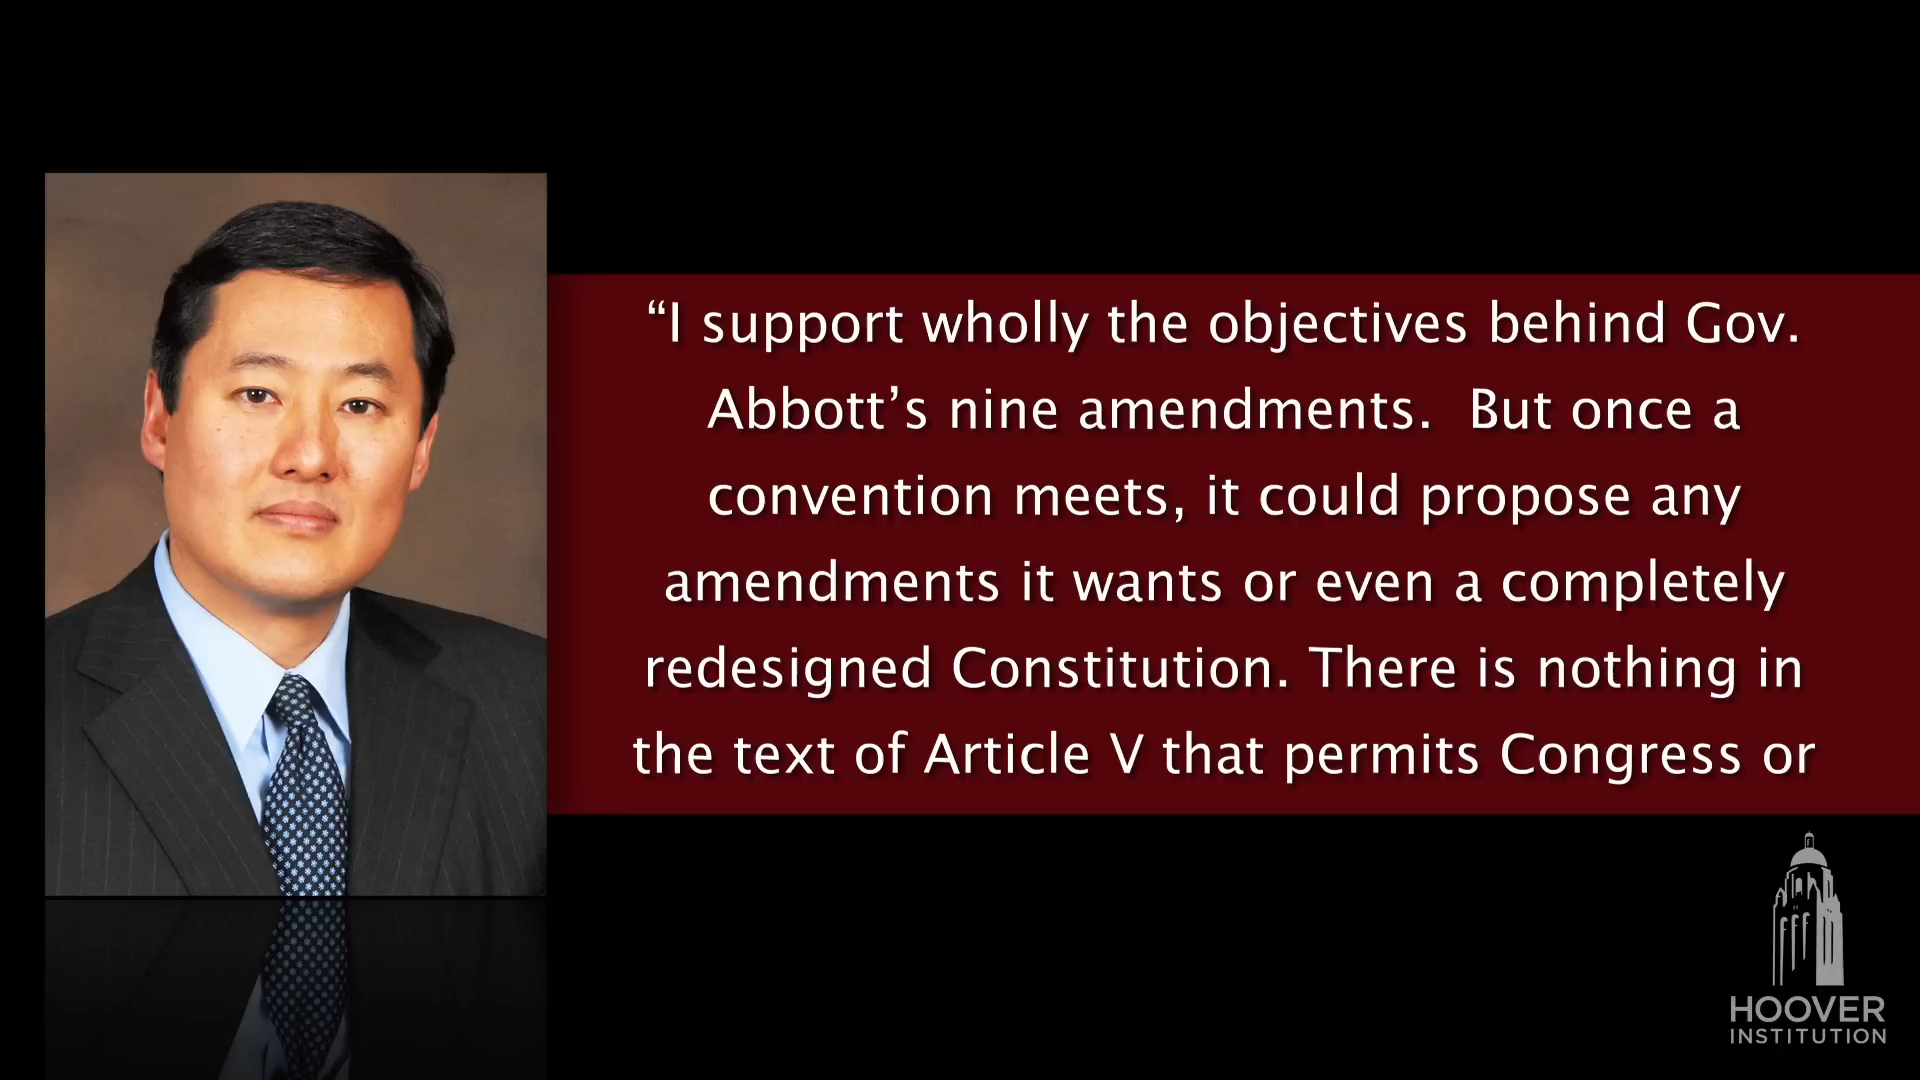 “I support wholly the objectives behind Gov.
Abbott’s nine amendments.  But once a
convention meets, it could propose any
amendments it wants or even a completely
redesigned Constitution. There is nothing in
the text of Article V that permits Congress or
HOOVER
INSTITUTION